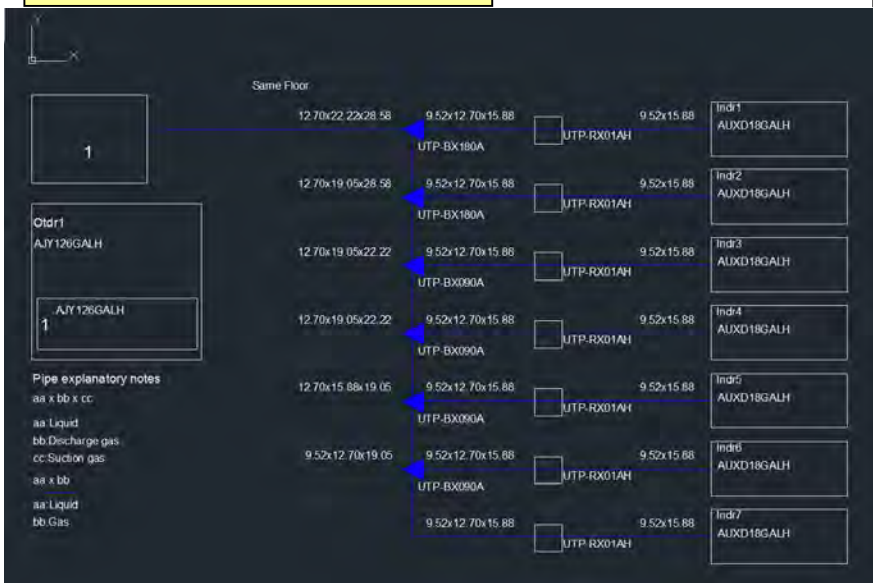 Y
X
Same Floor
1
12.70x22.22x28.58
9.52x12.70x15.88
UTP-BX180A
UTP-RX01AH
9.52x15.88
Indr1
AUXD18GALH
12.70x19.05x28.58
9.52x12.70x15.88
UTP-BX180A
UTP-RX01AH
9.52x15.88
Indr2
AUXD18GALH
Otdr1
AJY126GALH
12.70x19.05x22.22
9.52x12.70x15.88
UTP-BX090A
UTP-RX01AH
9.52x15.88
Indr3
AUXD18GALH
AJY126GALH
1
12.70x19.05x22.22
9.52x12.70x15.88
UTP-BX090A
UTP-RX01AH
9.52x15.88
Indr4
AUXD18GALH
12.70x15.88x19.05
9.52x12.70x15.88
UTP-BX090A
UTP-RX01AH
9.52x15.88
Indr5
AUXD18GALH
9.52x12.70x19.05
9.52x12.70x15.88
UTP-BX090A
UTP-RX01AH
9.52x15.88
Indr6
AUXD18GALH
9.52x12.70x15.88
UTP-RX01AH
9.52x15.88
Indr7
AUXD18GALH
Pipe explanatory notes
aa x bb x cc
aa:Liquid
bb:Discharge gas
cc:Suction gas
aa x bb
aa:Liquid
bb:Gas